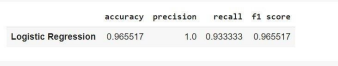 accuracy precision recall f1 score
Logistic Regression 0.965517 1.0 0.933333 0.965517